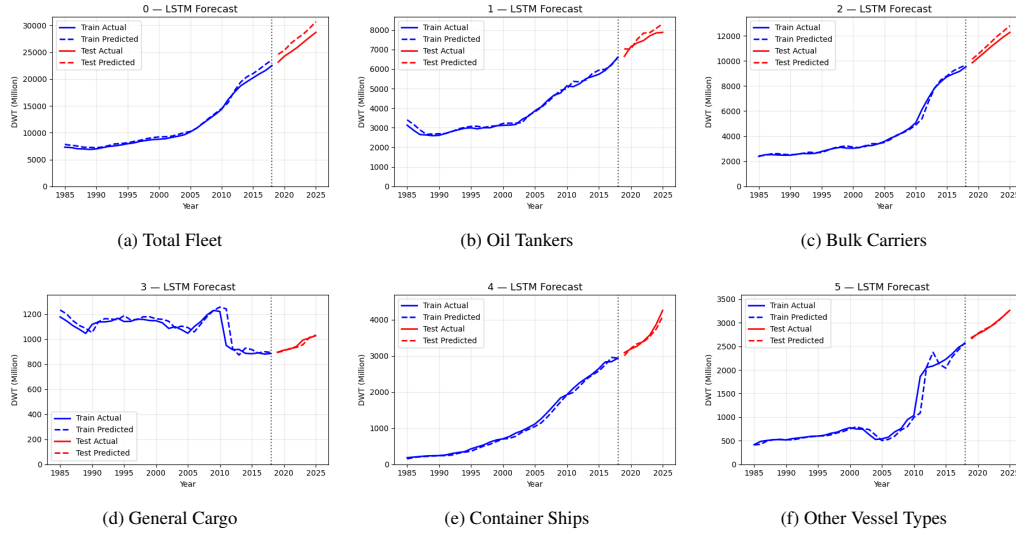 0 — LSTM Forecast
Train Actual
Train Predicted
Test Actual
Test Predicted
DWT (Million)
30000
25000
20000
15000
10000
5000
0
1985 1990 1995 2000 2005 2010 2015 2020 2025
Year
(a) Total Fleet
1 — LSTM Forecast
Train Actual
Train Predicted
Test Actual
Test Predicted
DWT (Million)
8000
7000
6000
5000
4000
3000
2000
1000
0
1985 1990 1995 2000 2005 2010 2015 2020 2025
Year
(b) Oil Tankers
2 — LSTM Forecast
Train Actual
Train Predicted
Test Actual
Test Predicted
DWT (Million)
12000
10000
8000
6000
4000
2000
0
1985 1990 1995 2000 2005 2010 2015 2020 2025
Year
(c) Bulk Carriers
3 — LSTM Forecast
DWT (Million)
1200
1000
800
600
400
200
0
Train Actual
Train Predicted
Test Actual
Test Predicted
1985 1990 1995 2000 2005 2010 2015 2020 2025
Year
(d) General Cargo
4 — LSTM Forecast
Train Actual
Train Predicted
Test Actual
Test Predicted
DWT (Million)
4000
3000
2000
1000
0
1985 1990 1995 2000 2005 2010 2015 2020 2025
Year
(e) Container Ships
5 — LSTM Forecast
Train Actual
Train Predicted
Test Actual
Test Predicted
DWT (Million)
3500
3000
2500
2000
1500
1000
500
0
1985 1990 1995 2000 2005 2010 2015 2020 2025
Year
(f) Other Vessel Types